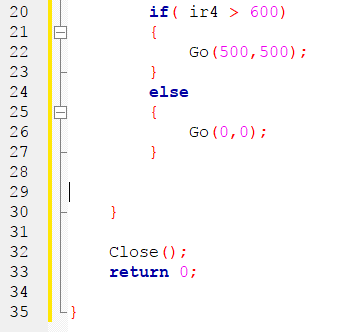 20 if( ir4 > 600)
21 {
22 Go(500,500);
23 }
24 else
25 {
26 Go(0,0);
27 }
28
29
30 }
31
32 Close();
33 return 0;
34
35 }